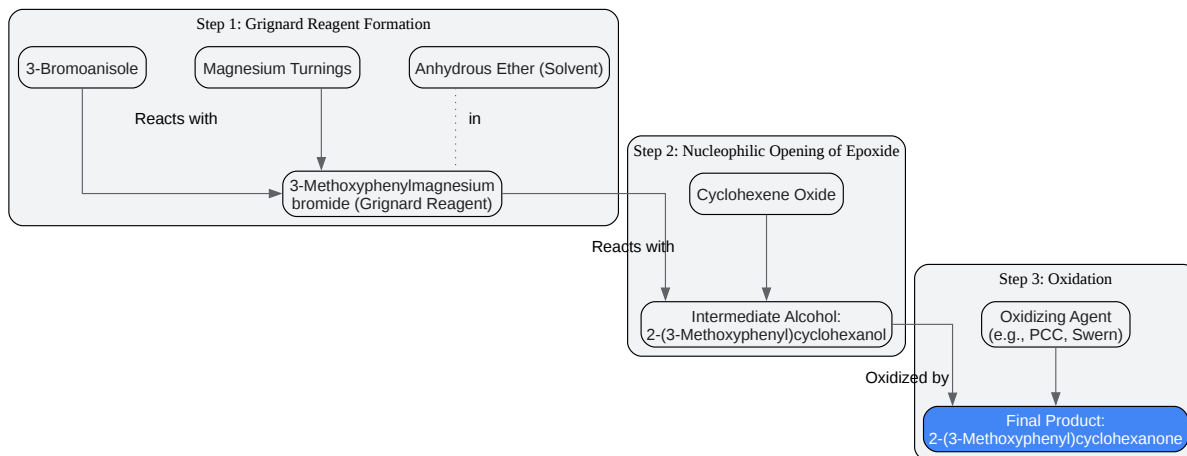 Step 1: Grignard Reagent Formation
3-Bromoanisole
Magnesium Turnings
Anhydrous Ether (Solvent)
Reacts with
in
3-Methoxyphenylmagnesium
bromide (Grignard Reagent)
Step 2: Nucleophilic Opening of Epoxide
Cyclohexene Oxide
Reacts with
Intermediate Alcohol:
2-(3-Methoxyphenyl)cyclohexanol
Step 3: Oxidation
Oxidizing Agent
(e.g., PCC, Swern)
Oxidized by
Final Product:
2-(3-Methoxyphenyl)cyclohexanone